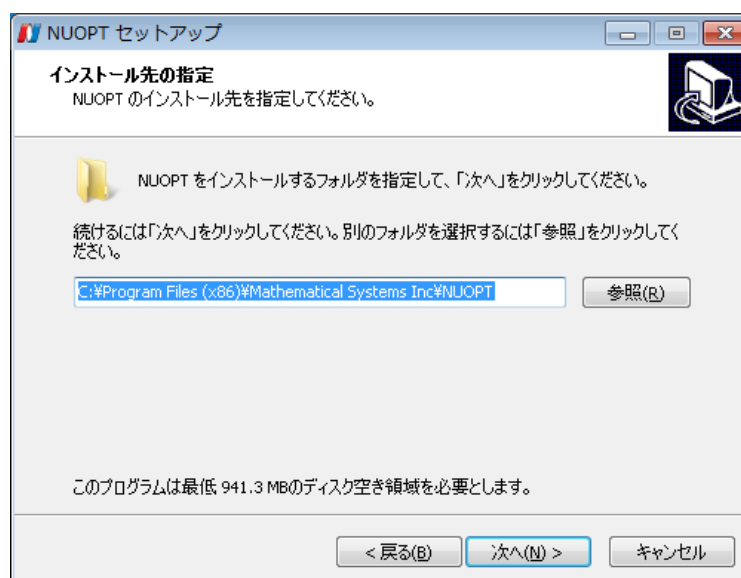 NUOPT セットアップ
インストール先の指定
NUOPT のインストール先を指定してください。
NUOPT をインストールするフォルダを指定して、「次へ」をクリックしてください。
続けるには「次へ」をクリックしてください。別のフォルダを選択するには「参照」をクリックしてく
ださい。
C:¥Program Files (x86)¥Mathematical Systems Inc¥NUOPT
参照(R)
このプログラムは最低 941.3 MBのディスク空き領域を必要とします。
< 戻る(B)
次へ(N) >
キャンセル